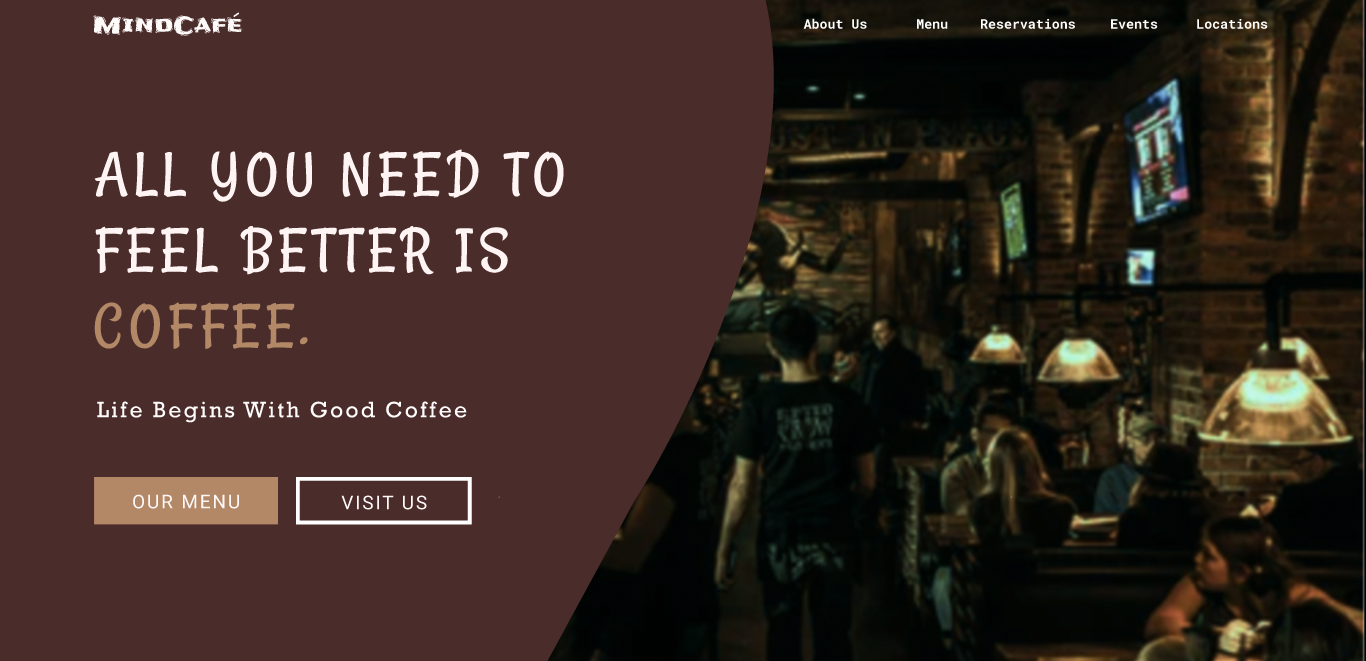 MINDCAFÉ
About Us Menu Reservations Events Locations
ALL YOU NEED TO
FEEL BETTER IS
COFFEE.
Life Begins With Good Coffee
OUR MENU VISIT US